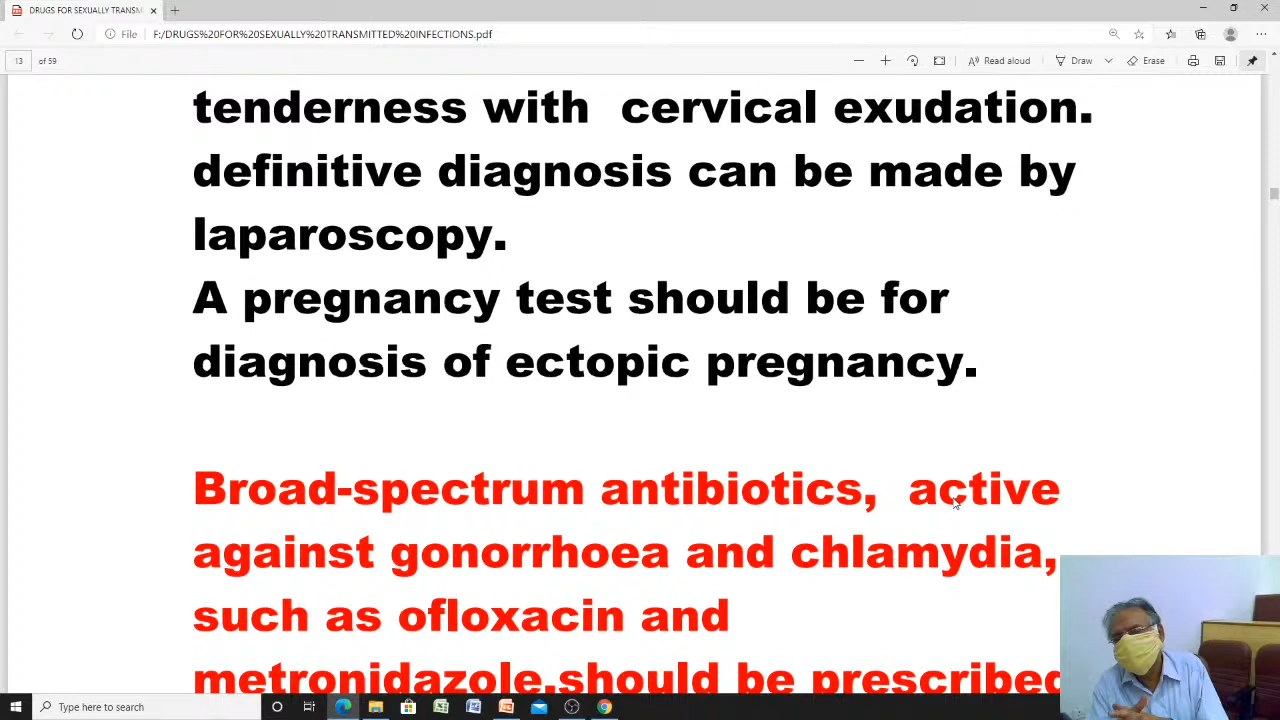 DRUGS FOR SEXUALLY TRANSM
File F:/DRUGS%20FOR%20SEXUALLY%20TRANSMITTED%20INFECTIONS.pdf
13 of 59 Read aloud Draw Erase
tenderness with cervical exudation.
definitive diagnosis can be made by
laparoscopy.
A pregnancy test should be for
diagnosis of ectopic pregnancy.
Broad-spectrum antibiotics, active
against gonorrhoea and chlamydia,
such as ofloxacin and
metronidazole,should be prescribed
Type here to search